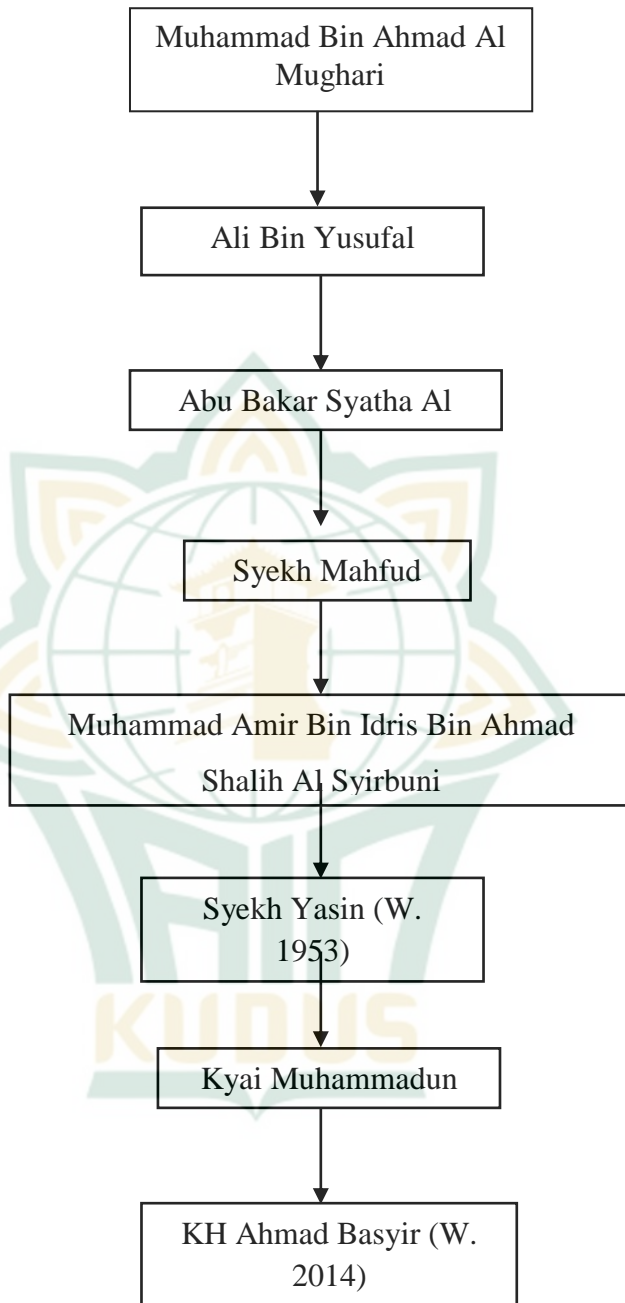 Muhammad Bin Ahmad Al
Mughari
Ali Bin Yusufal
Abu Bakar Syatha Al
Syekh Mahfud
Muhammad Amir Bin Idris Bin Ahmad
Shalih Al Syirbuni
Syekh Yasin (W.
1953)
KUDUS
Kyai Muhammadun
KH Ahmad Basyir (W.
2014)